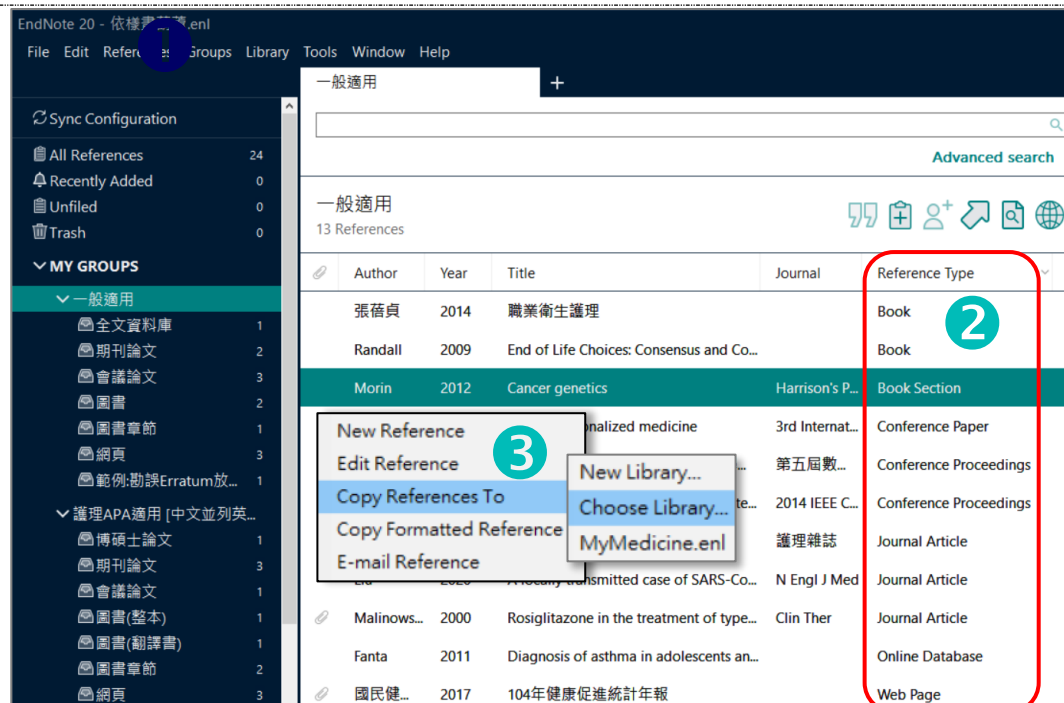 EndNote 20 - 依樣畫葫蘆.enl
File Edit References Groups Library Tools Window Help
一般適用 +
Sync Configuration
All References 24
Recently Added 0
Unfiled 0
Trash 0
MY GROUPS
一般適用
全文資料庫 1
期刊論文 2
會議論文 3
圖書 2
圖書章節 1
網頁 3
範例:勘誤Erratum放... 1
護理APA適用 [中文並列英...
博碩士論文 1
期刊論文 3
會議論文 1
圖書(整本) 1
圖書(翻譯書) 1
圖書章節 2
網頁 3
Advanced search
一般適用
13 References
Author Year Title Journal Reference Type
張蓓貞 2014 職業衛生護理 Book
Randall 2009 End of Life Choices: Consensus and Co... Book
Morin 2012 Cancer genetics Harrison's P... Book Section
medicine 3rd Internat... Conference Paper
第五屆數... Conference Proceedings
2014 IEEE C... Conference Proceedings
護理雜誌 Journal Article
case of SARS-Co... N Engl J Med Journal Article
Malinows... 2000 Rosiglitazone in the treatment of type... Clin Ther Journal Article
Fanta 2011 Diagnosis of asthma in adolescents an... Online Database
國民健... 2017 104年健康促進統計年報 Web Page
1
2
3
New Reference
Edit Reference
Copy References To
Copy Formatted Reference
E-mail Reference
New Library...
Choose Library...
MyMedicine.enl